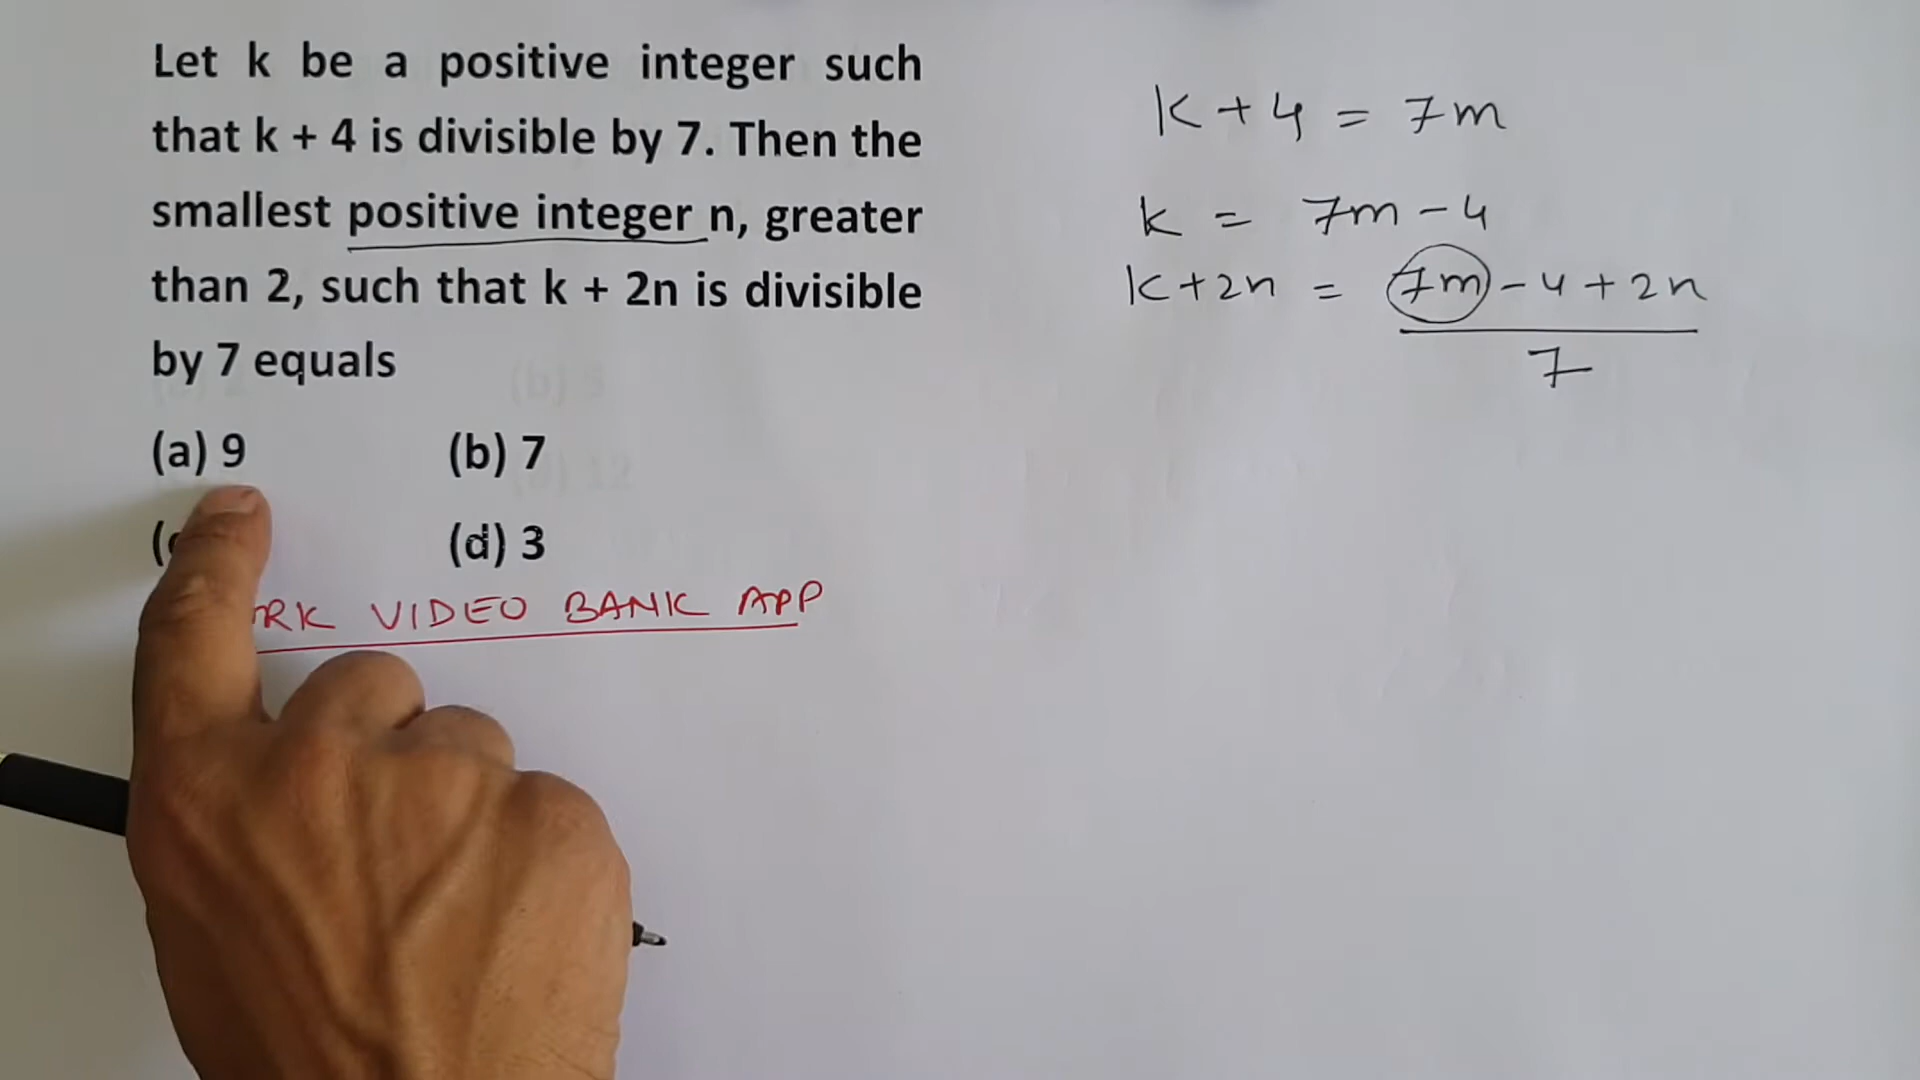 Let k be a positive integer such
that k + 4 is divisible by 7. Then the
smallest positive integer n, greater
than 2, such that k + 2n is divisible
by 7 equals
(a) 9 (b) 7
(d) 3
VIDEO BANK APP
K + 4 = 7m
k = 7m - 4
k + 2n = 7m - 4 + 2n
7